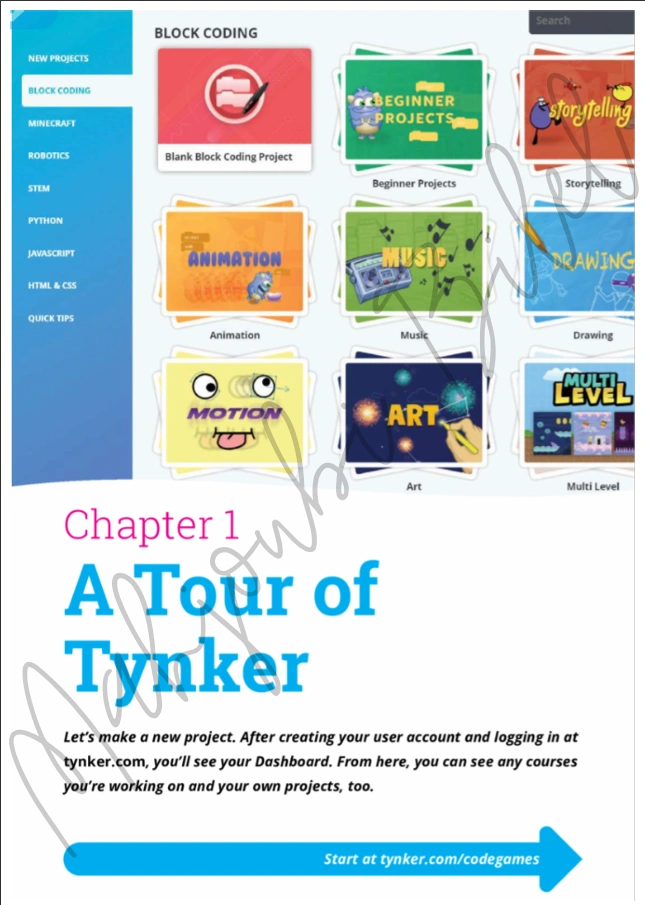 BLOCK CODING
Search
NEW PROJECTS
BLOCK CODING
MINECRAFT
ROBOTICS
STEM
PYTHON
JAVASCRIPT
HTML & CSS
QUICK TIPS
Blank Block Coding Project
BEGINNER
PROJECTS
Beginner Projects
storytelling
Storytelling
ANIMATION
Animation
MUSIC
Music
DRAWING
Drawing
MOTION
ART
Art
MULTI
LEVEL
Multi Level
Chapter 1
A Tour of
Tynker
Let's make a new project. After creating your user account and logging in at
tynker.com, you'll see your Dashboard. From here, you can see any courses
you're working on and your own projects, too.
Start at tynker.com/codegames